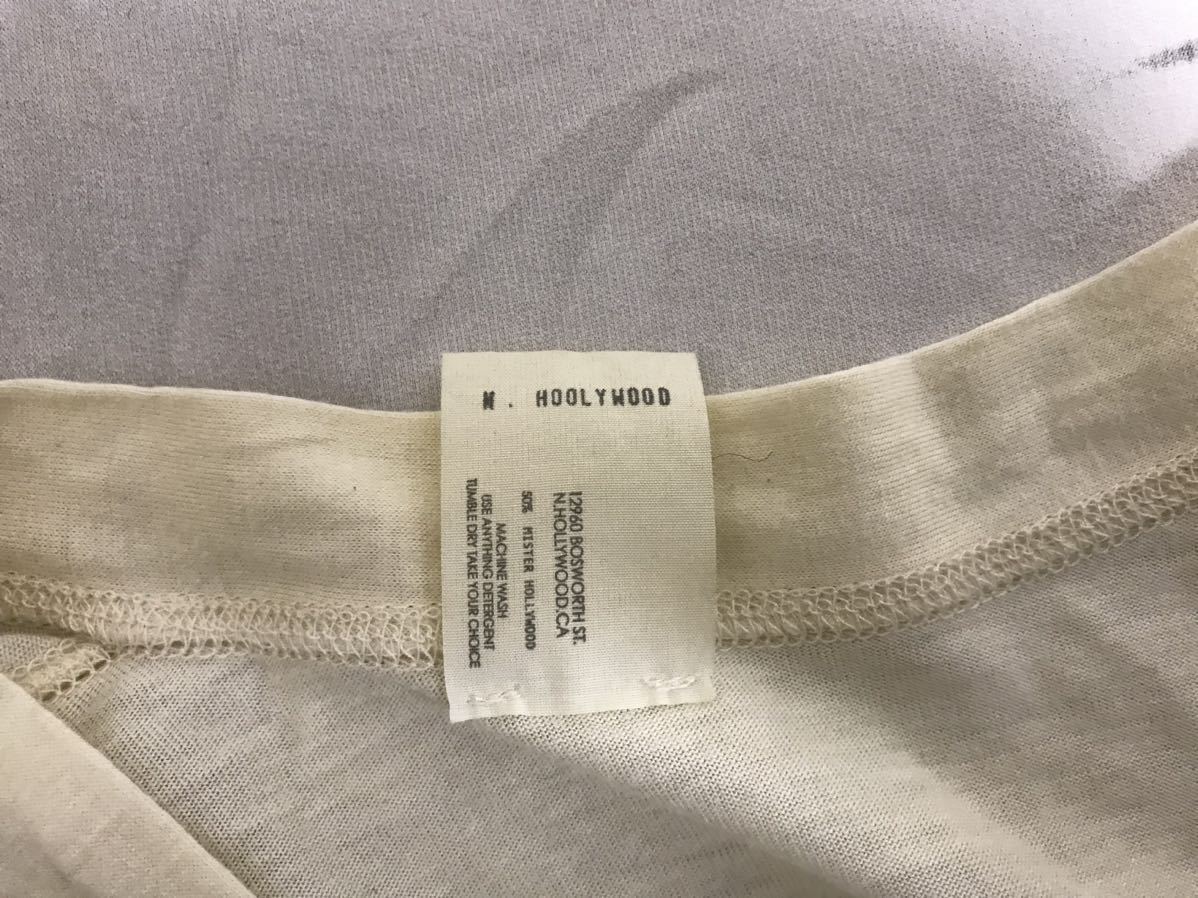 N. HOOLYWOOD
12960 BOSWORTH ST.
N.HOLLYWOOD.CA
50% MISTER HOLLYWOOD
MACHINE WASH
USE ANYTHING DETERGENT
TUMBLE DRY TAKE YOUR CHOICE